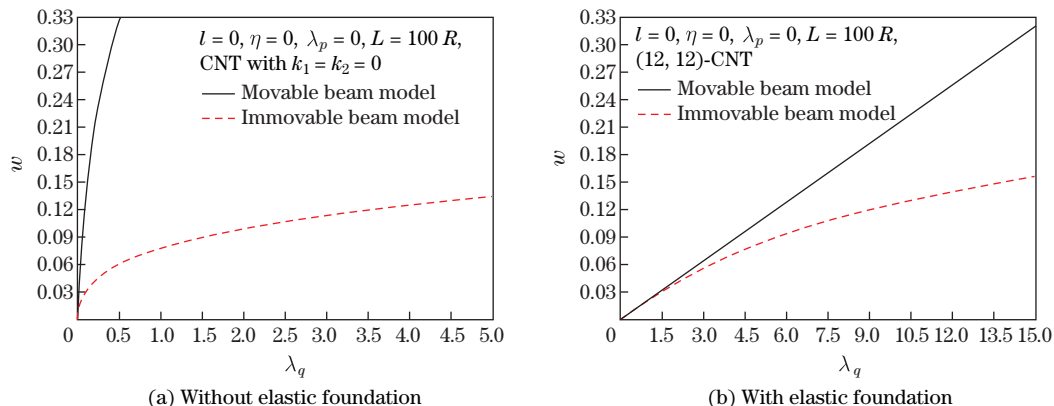 0.33
0.30
0.27
0.24
0.21
0.18
0.15
0.12
0.09
0.06
0.03
w
l = 0, η = 0, λp = 0, L = 100 R,
CNT with k1 = k2 = 0
Movable beam model
Immovable beam model
0 0.5 1.0 1.5 2.0 2.5 3.0 3.5 4.0 4.5 5.0
λq
(a) Without elastic foundation
0.33
0.30
0.27
0.24
0.21
0.18
0.15
0.12
0.09
0.06
0.03
w
l = 0, η = 0, λp = 0, L = 100 R,
(12, 12)-CNT
Movable beam model
Immovable beam model
0 1.5 3.0 4.5 6.0 7.5 9.0 10.5 12.0 13.5 15.0
λq
(b) With elastic foundation